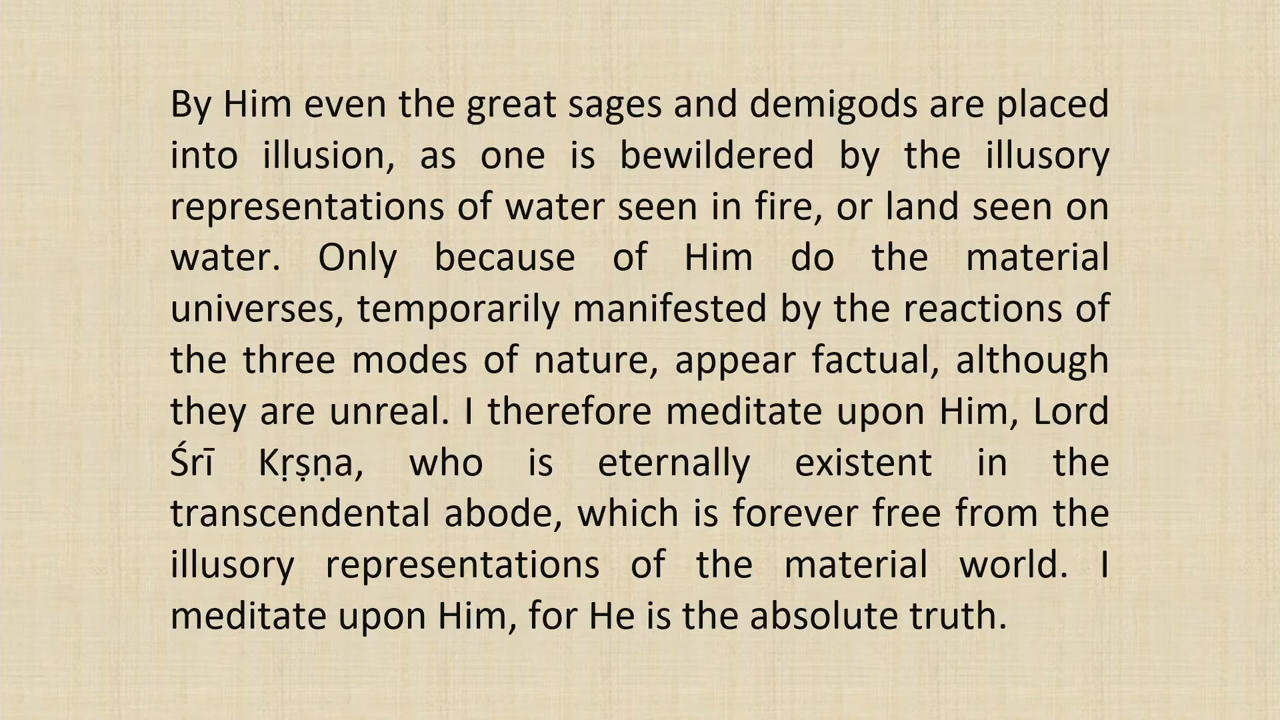 By Him even the great sages and demigods are placed
into illusion, as one is bewildered by the illusory
representations of water seen in fire, or land seen on
water. Only because of Him do the material
universes, temporarily manifested by the reactions of
the three modes of nature, appear factual, although
they are unreal. I therefore meditate upon Him, Lord
Śrī Kṛṣṇa, who is eternally existent in the
transcendental abode, which is forever free from the
illusory representations of the material world. I
meditate upon Him, for He is the absolute truth.